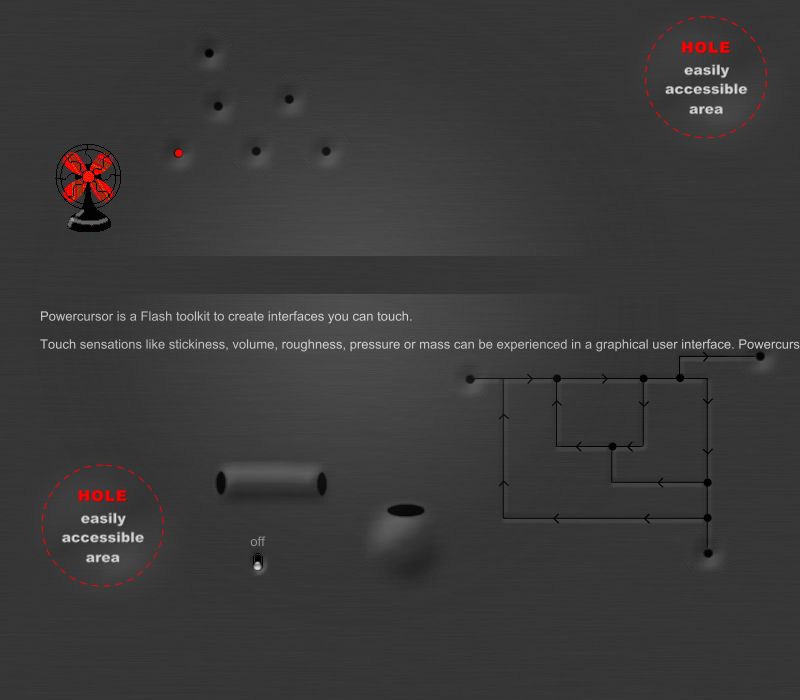 HOLE
easily
accessible
area
Powercursor is a Flash toolkit to create interfaces you can touch.
Touch sensations like stickiness, volume, roughness, pressure or mass can be experienced in a graphical user interface. Powercurs
HOLE
easily
accessible
area
off